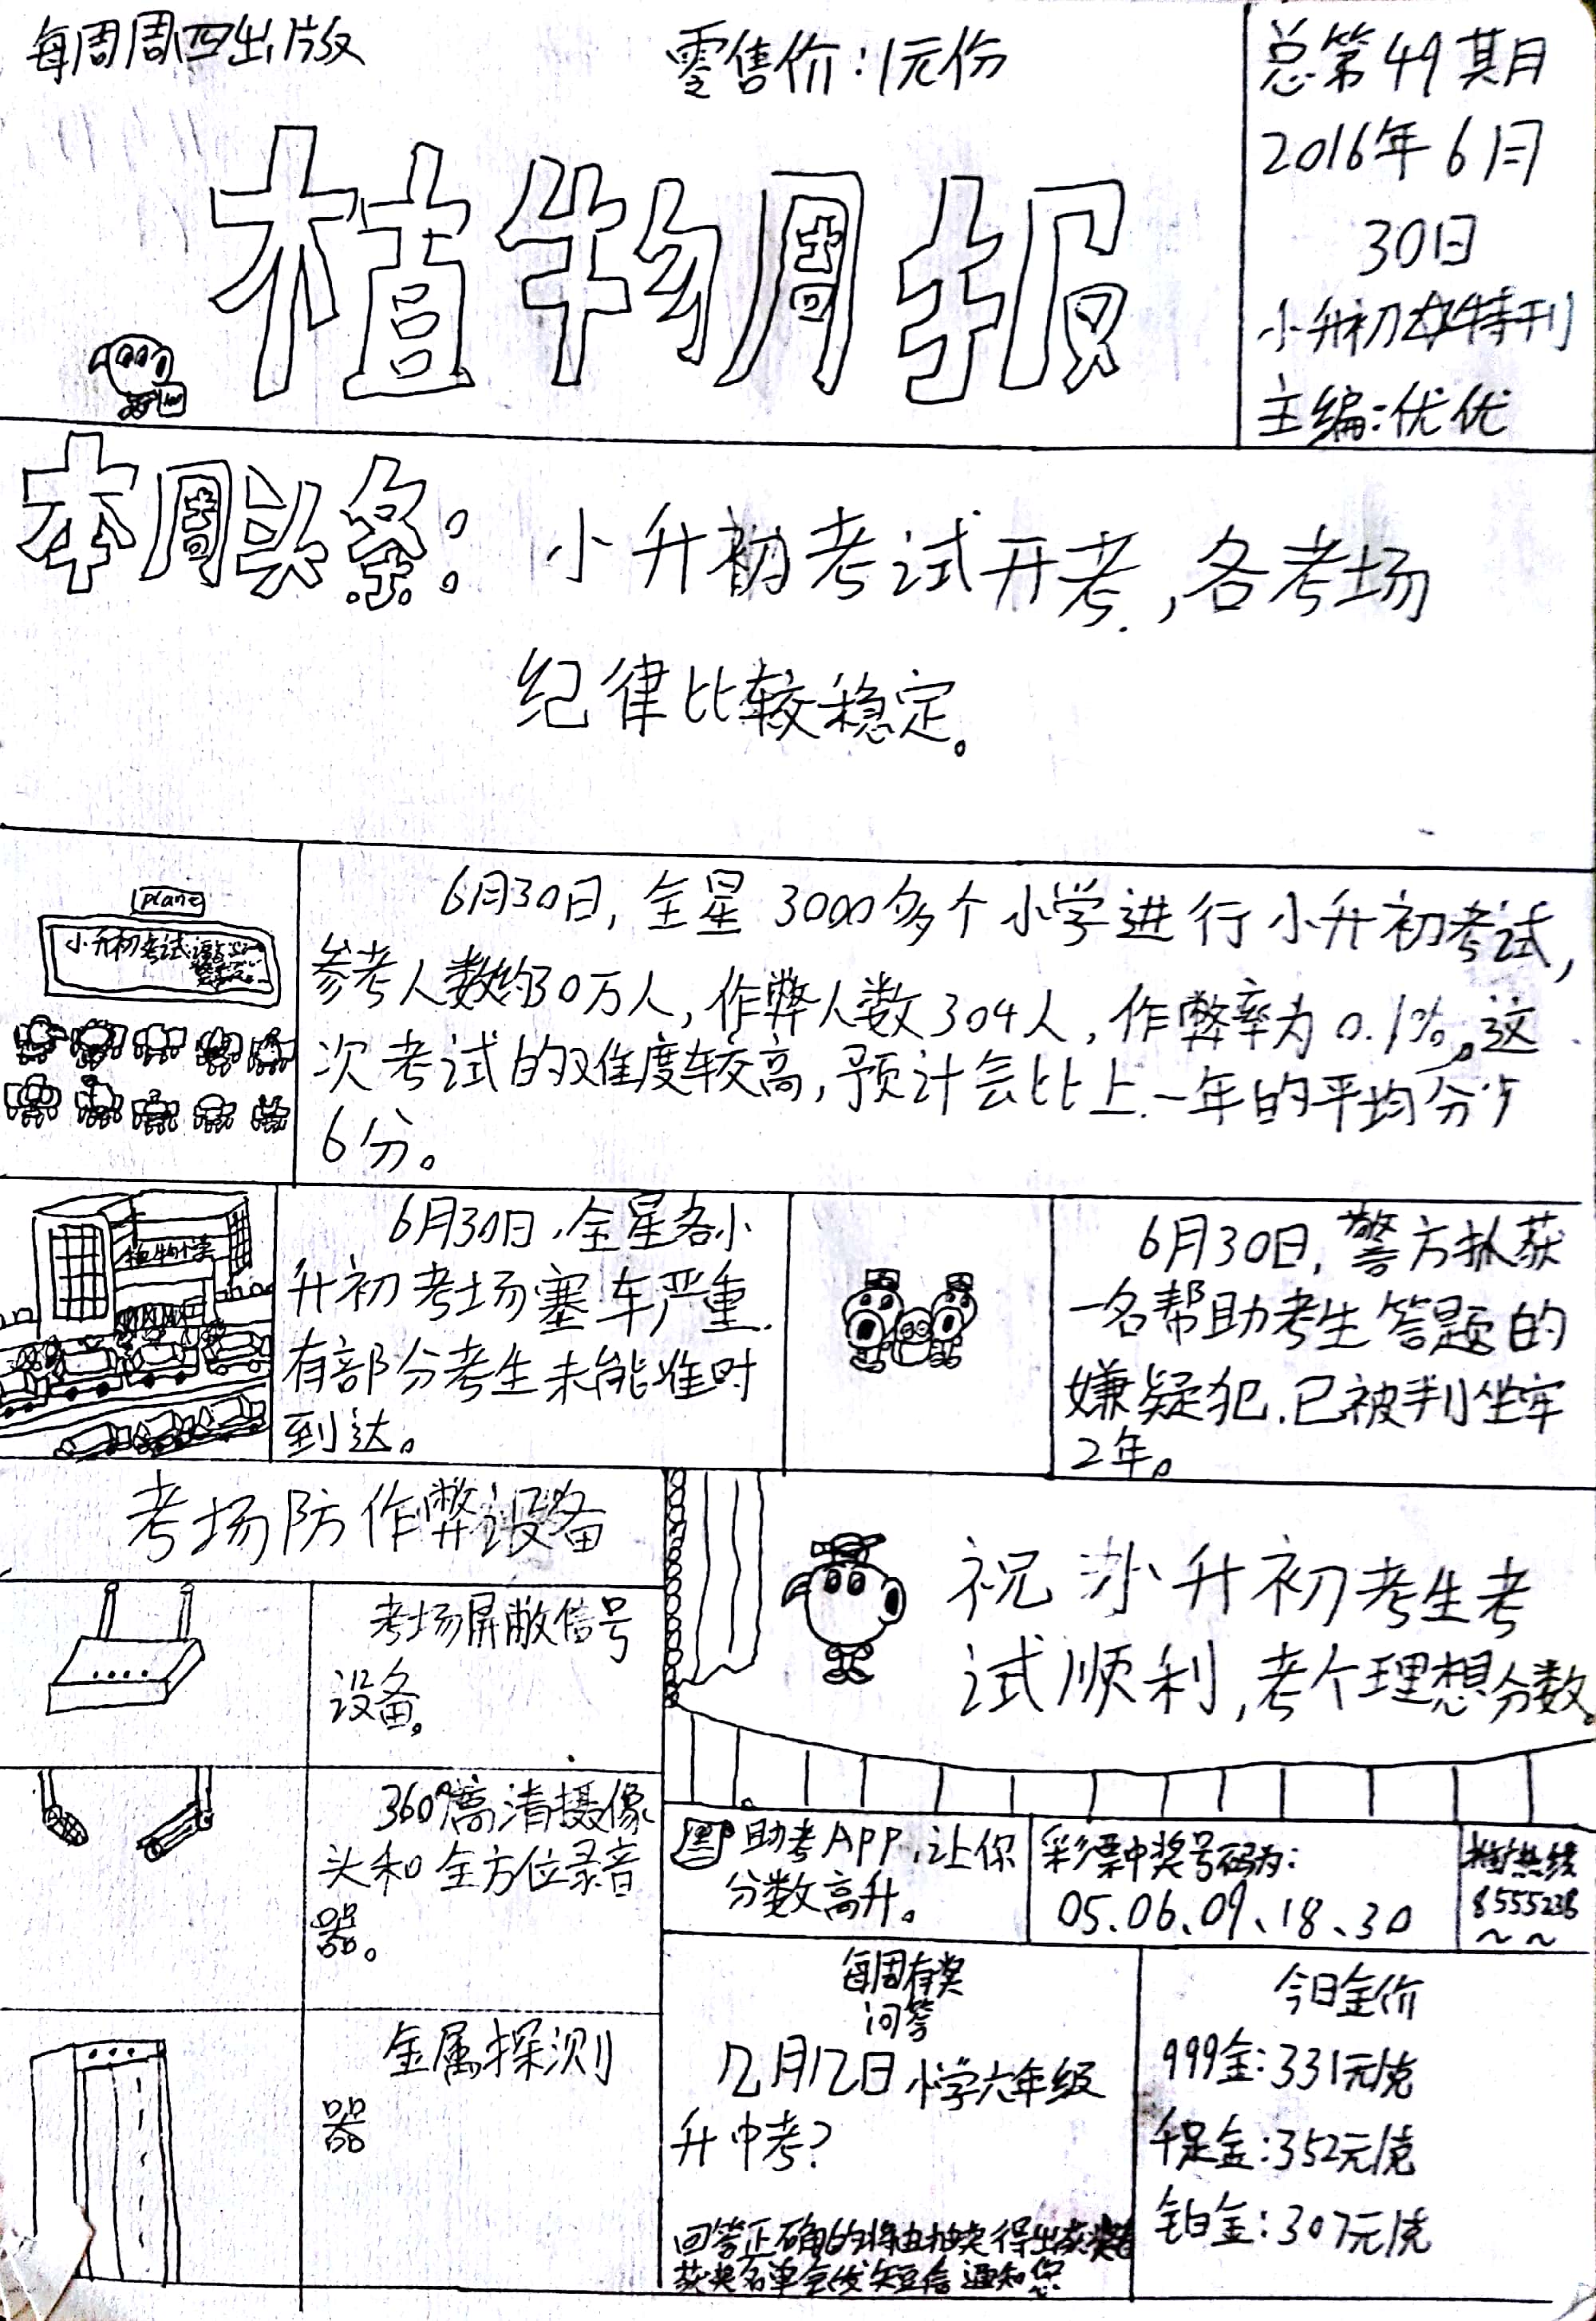 每周周四出版
零售价:1元份
总第49期
2016年6月
30日
小升初特刊
主编:优优
植物周报
本周头条:
小升初考试开考,各考场
纪律比较稳定。
plane
小升初考试
6月30日,全星3000多个小学进行小升初考试,
参考人数约30万人,作弊人数304人,作弊率为0.1%。这
次考试的难度较高,预计会比上一年的平均分少
6分。
植物小学
6月30日,全星各小
升初考场塞车严重.
有部分考生未能准时
到达。
6月30日,警方抓获
一名帮助考生答题的
嫌疑犯.已被判坐牢
2年。
考场防作弊设备
考场屏蔽信号
设备。
360°高清摄像
头和全方位录音
器。
金属探测
器
祝小升初考生考
试顺利,考个理想分数。
助考APP,让你
分数高升。
彩票中奖号码为:
05.06、09、18、30
热线
8555238
~ ~
每周有奖
问答
12月12日小学六年级
升中考?
回答正确的将由抽奖得出获奖者
获奖名单会发短信通知您
今日金价
999金:331元/克
千足金:352元/克
铂金:307元/克